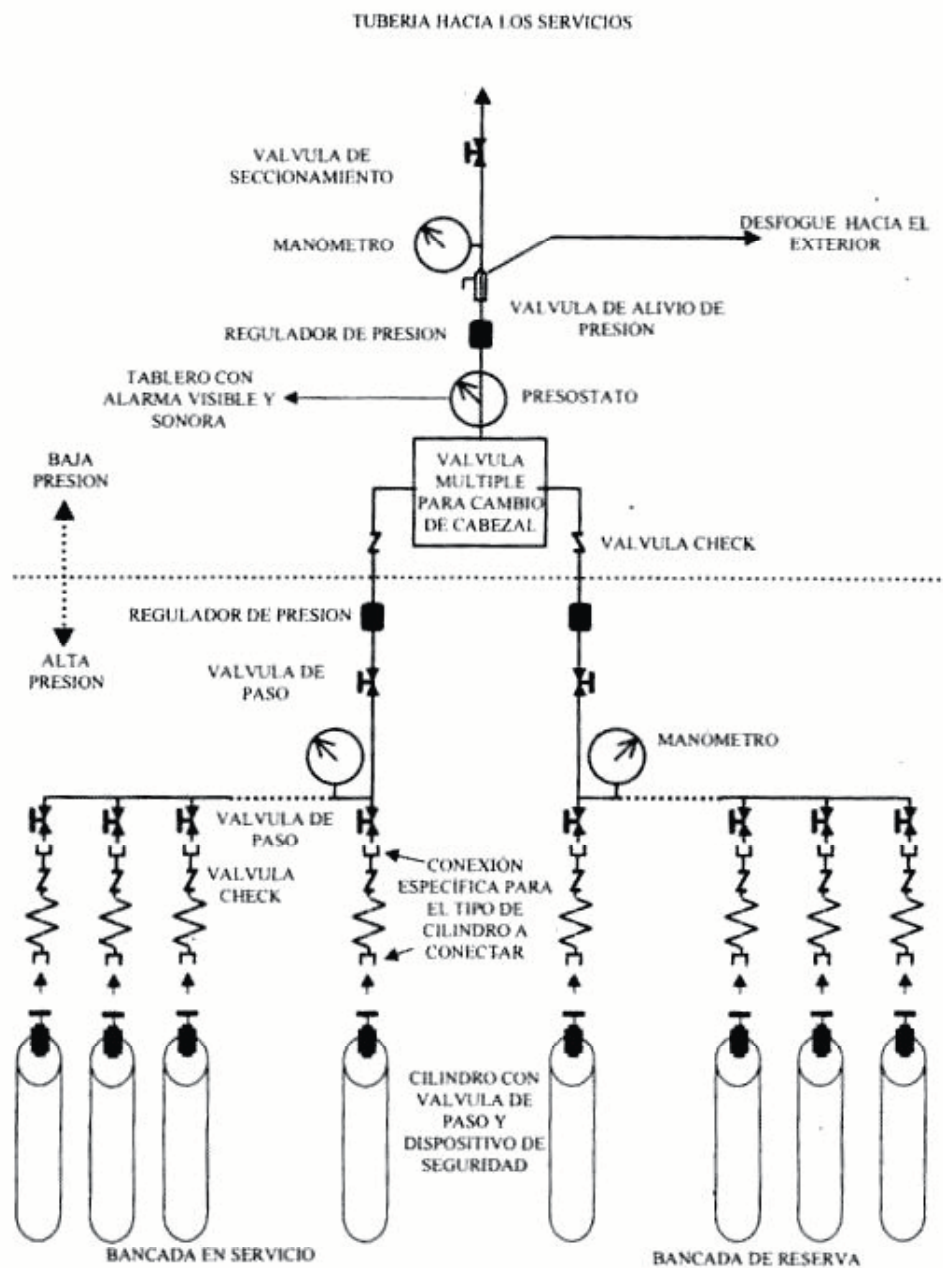 TUBERIA HACIA LOS SERVICIOS
VALVULA DE
SECCIONAMIENTO
MANÓMETRO
DESFOGUE HACIA EL
EXTERIOR
VALVULA DE ALIVIO DE
PRESIÓN
REGULADOR DE PRESION
TABLERO CON
ALARMA VISIBLE Y
SONORA
PRESOSTATO
BAJA
PRESION
VALVULA
MULTIPLE
PARA CAMBIO
DE CABEZAL
VALVULA CHECK
REGULADOR DE PRESION
ALTA
PRESION
VALVULA DE
PASO
MANÓMETRO
VALVULA DE
PASO
VALVULA
CHECK
CONEXIÓN
ESPECÍFICA PARA
EL TIPO DE
CILINDRO A
CONECTAR
CILINDRO CON
VALVULA DE
PASO Y
DISPOSITIVO DE
SEGURIDAD
BANCADA EN SERVICIO
BANCADA DE RESERVA